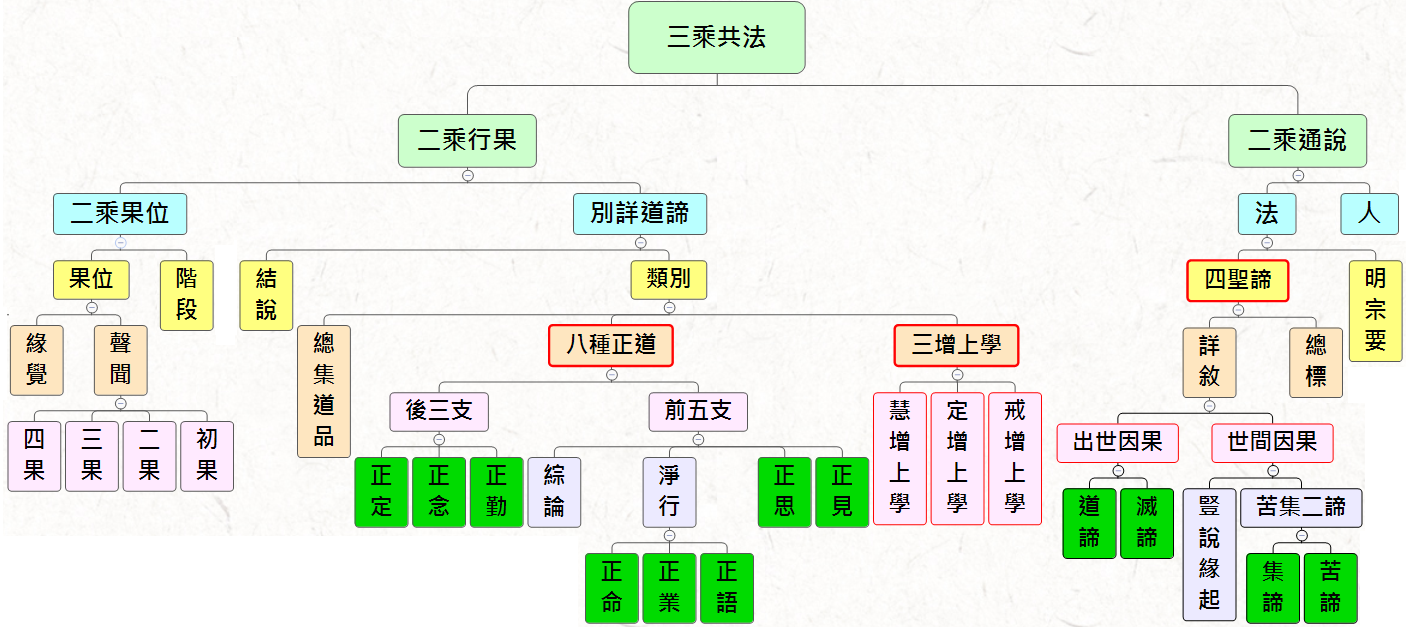 三乘共法
二乘行果
二乘通說
二乘果位
別詳道諦
法
人
果位
階段
結說
類別
四聖諦
明宗要
緣覺
聲聞
總集道品
八種正道
三增上學
詳敘
總標
後三支
前五支
慧增上學
定增上學
戒增上學
四果
三果
二果
初果
出世因果
世間因果
正定
正念
正勤
綜論
淨行
正思
正見
道諦
滅諦
豎說緣起
苦集二諦
正命
正業
正語
集諦
苦諦